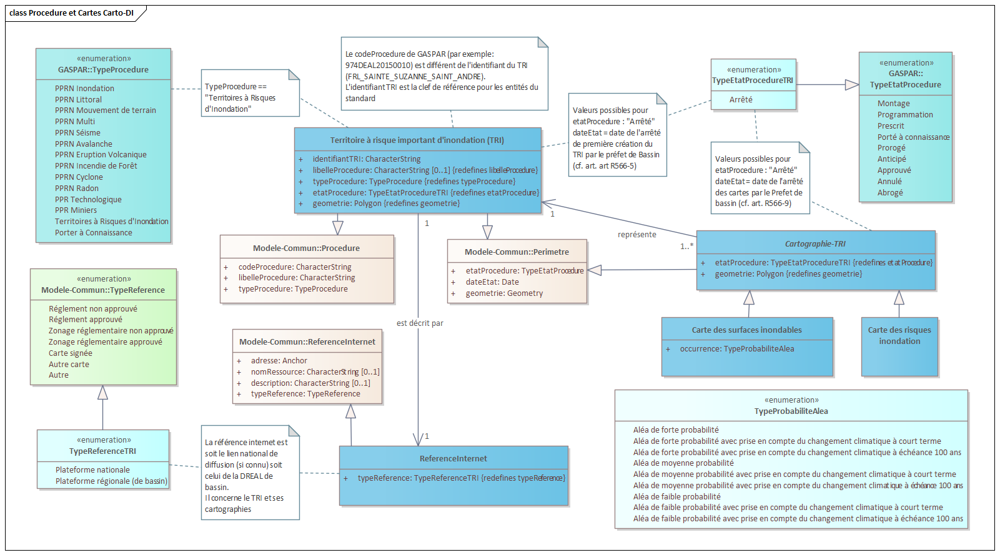 class Procedure et Cartes Carto-DI
«enumeration»
GASPAR::TypeProcedure
PPRN Inondation
PPRN Littoral
PPRN Mouvement de terrain
PPRN Multi
PPRN Séisme
PPRN Avalanche
PPRN Eruption Volcanique
PPRN Incendie de Forêt
PPRN Cyclone
PPRN Radon
PPR Technologique
PPR Miniers
Territoires à Risques d'Inondation
Porter à Connaissance
TypeProcedure ==
"Territoires à Risques
d'Inondation"
Le codeProcedure de GASPAR (par exemple:
974DEAL20150010) est différent de l'identifiant du TRI
(FRL_SAINTE_SUZANNE_SAINT_ANDRE).
L'identifiant TRI est la clef de référence pour les entités du
standard
Territoire à risque important d'inondation (TRI)
+ identifiantTRI: CharacterString
+ libelleProcedure: CharacterString [0..1] {redefines libelleProcedure}
+ typeProcedure: TypeProcedure {redefines typeProcedure}
+ etatProcedure: TypeEtatProcedureTRI {redefines etatProcedure}
+ geometrie: Polygon {redefines geometrie}
Valeurs possibles pour
etatProcedure : "Arrêté"
dateEtat = date de l'arrêté
de première création du
TRI par le préfet de Bassin
(cf. art. art R566-5)
«enumeration»
TypeEtatProcedureTRI
Arrêté
«enumeration»
GASPAR::
TypeEtatProcedure
Montage
Programmation
Prescrit
Porté à connaissance
Prorogé
Anticipé
Approuvé
Annulé
Abrogé
Valeurs possibles pour
etatProcedure : "Arrêté"
dateEtat = date de l'arrêté
des cartes par le Prefet de
bassin (cf. art. R566-9)
1
représente
1..*
1
Modele-Commun::Procedure
+ codeProcedure: CharacterString
+ libelleProcedure: CharacterString
+ typeProcedure: TypeProcedure
Modele-Commun::Perimetre
+ etatProcedure: TypeEtatProcedure
+ dateEtat: Date
+ geometrie: Geometry
Cartographie-TRI
+ etatProcedure: TypeEtatProcedureTRI {redefines etatProcedure}
+ geometrie: Polygon {redefines geometrie}
«enumeration»
Modele-Commun::TypeReference
Réglement non approuvé
Réglement approuvé
Zonage réglementaire non approuvé
Zonage réglementaire approuvé
Carte signée
Autre carte
Autre
est décrit par
Modele-Commun::ReferenceInternet
+ adresse: Anchor
+ nomRessource: CharacterString [0..1]
+ description: CharacterString [0..1]
+ typeReference: TypeReference
Carte des surfaces inondables
+ occurrence: TypeProbabiliteAlea
Carte des risques
inondation
«enumeration»
TypeReferenceTRI
Plateforme nationale
Plateforme régionale (de bassin)
La référence internet est
soit le lien national de
diffusion (si connu) soit
celui de la DREAL de
bassin.
Il concerne le TRI et ses
cartographies
1
ReferenceInternet
+ typeReference: TypeReferenceTRI {redefines typeReference}
«enumeration»
TypeProbabiliteAlea
Aléa de forte probabilité
Aléa de forte probabilité avec prise en compte du changement climatique à court terme
Aléa de forte probabilité avec prise en compte du changement climatique à échéance 100 ans
Aléa de moyenne probabilité
Aléa de moyenne probabilité avec prise en compte du changement climatique à court terme
Aléa de moyenne probabilité avec prise en compte du changement climatique à échéance 100 ans
Aléa de faible probabilité
Aléa de faible probabilité avec prise en compte du changement climatique à court terme
Aléa de faible probabilité avec prise en compte du changement climatique à échéance 100 ans